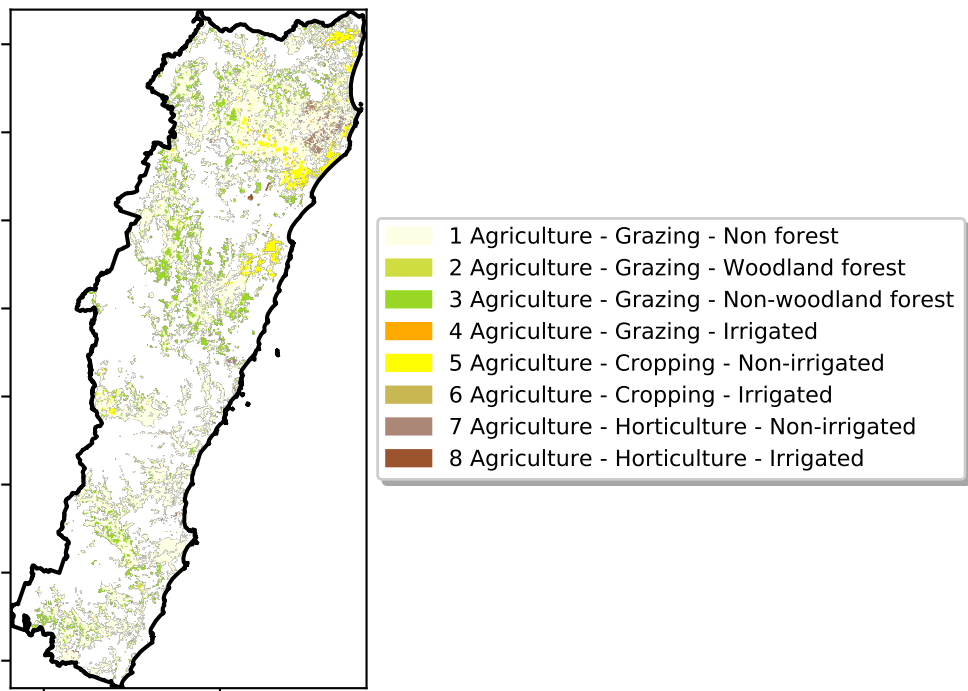 1 Agriculture - Grazing - Non forest
2 Agriculture - Grazing - Woodland forest
3 Agriculture - Grazing - Non-woodland forest
4 Agriculture - Grazing - Irrigated
5 Agriculture - Cropping - Non-irrigated
6 Agriculture - Cropping - Irrigated
7 Agriculture - Horticulture - Non-irrigated
8 Agriculture - Horticulture - Irrigated